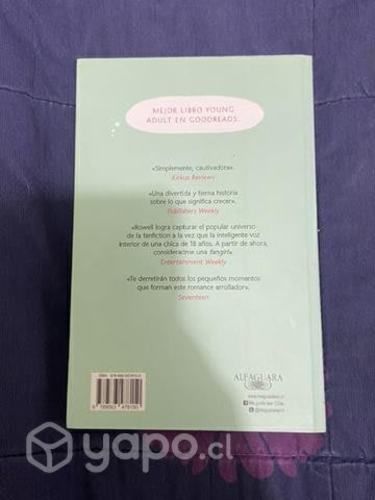 MEJOR LIBRO YOUNG
ADULT EN GOODREADS.
«Simplemente, cautivadora».
Kirkus Reviews
«Una divertida y tierna historia
sobre lo que significa crecer».
Publishers Weekly
«Rowell logra capturar el popular universo
de la fanfiction a la vez que la inteligente voz
interior de una chica de 18 años. A partir de ahora,
considerarme una fangirl».
Entertainment Weekly
«Te derretirán todos los pequeños momentos
que forman este romance arrollador».
Seventeen
ISBN
ALFAGUARA
yapo.cl